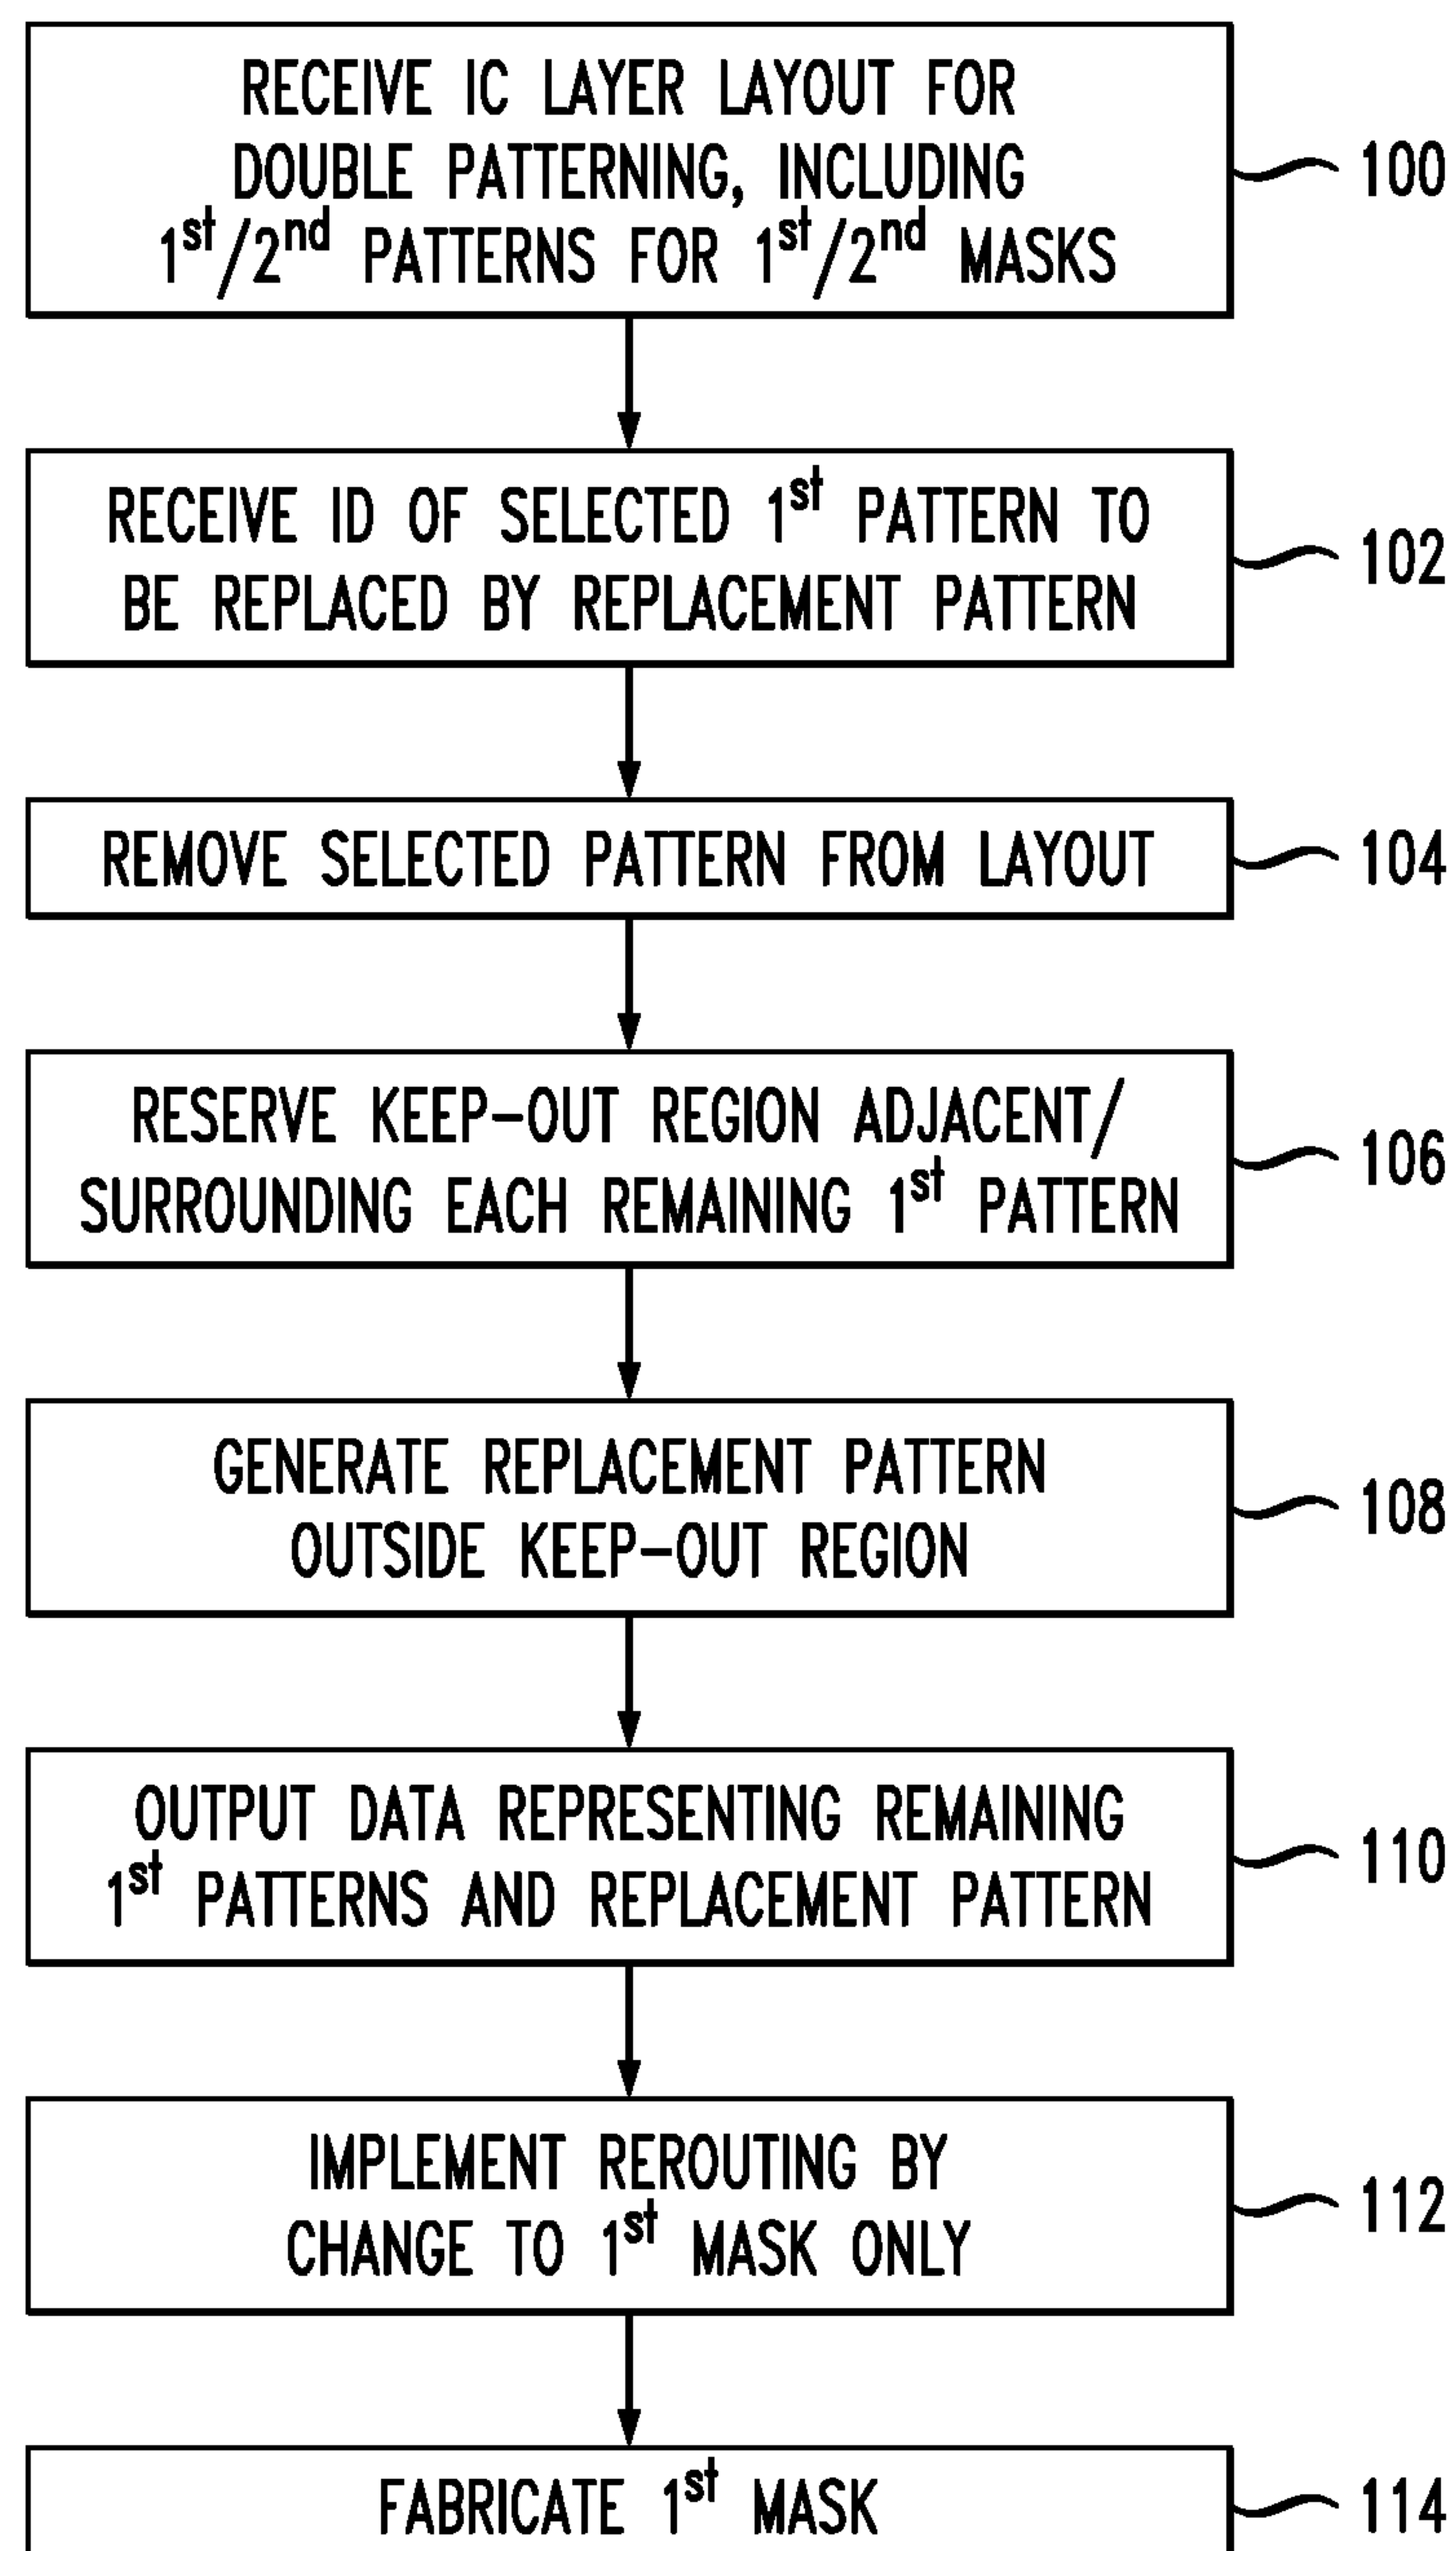 RECEIVE IC LAYER LAYOUT FOR
DOUBLE PATTERNING, INCLUDING
1st/2nd PATTERNS FOR 1st/2nd MASKS
100
RECEIVE ID OF SELECTED 1st PATTERN TO
BE REPLACED BY REPLACEMENT PATTERN
102
REMOVE SELECTED PATTERN FROM LAYOUT
104
RESERVE KEEP-OUT REGION ADJACENT/
SURROUNDING EACH REMAINING 1st PATTERN
106
GENERATE REPLACEMENT PATTERN
OUTSIDE KEEP-OUT REGION
108
OUTPUT DATA REPRESENTING REMAINING
1st PATTERNS AND REPLACEMENT PATTERN
110
IMPLEMENT REROUTING BY
CHANGE TO 1st MASK ONLY
112
FABRICATE 1st MASK
114